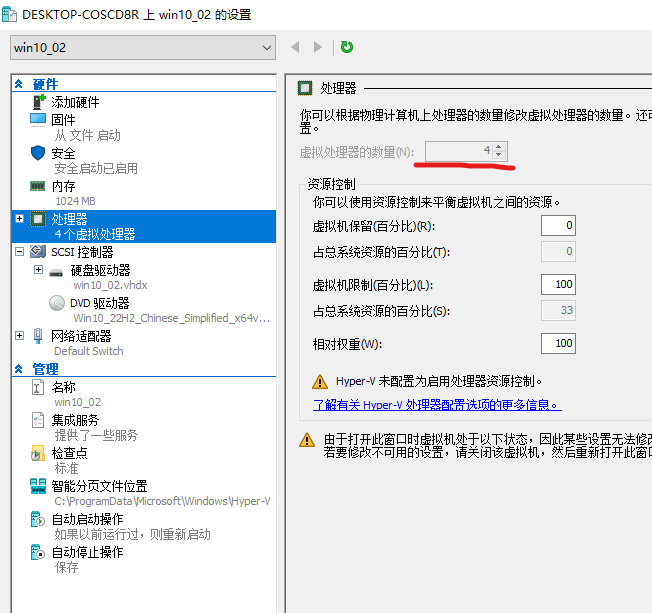 DESKTOP-COSCD8R 上 win10_02 的设置
win10_02
硬件
添加硬件
固件
从 文件 启动
安全
安全启动已启用
内存
1024 MB
处理器
4 个虚拟处理器
SCSI 控制器
硬盘驱动器
win10_02.vhdx
DVD 驱动器
Win10_22H2_Chinese_Simplified_x64v...
网络适配器
Default Switch
管理
名称
win10_02
集成服务
提供了一些服务
检查点
标准
智能分页文件位置
C:\ProgramData\Microsoft\Windows\Hyper-V
自动启动操作
如果以前运行过，则重新启动
自动停止操作
保存
处理器
你可以根据物理计算机上处理器的数量修改虚拟处理器的数量。还可
置。
虚拟处理器的数量(N): 4
资源控制
你可以使用资源控制来平衡虚拟机之间的资源。
虚拟机保留(百分比)(R): 0
占总系统资源的百分比(T): 0
虚拟机限制(百分比)(L): 100
占总系统资源的百分比(S): 33
相对权重(W): 100
Hyper-V 未配置为启用处理器资源控制。
了解有关 Hyper-V 处理器配置选项的更多信息。
由于打开此窗口时虚拟机处于以下状态，因此某些设置无法修改
若要修改不可用的设置，请关闭该虚拟机，然后重新打开此窗口